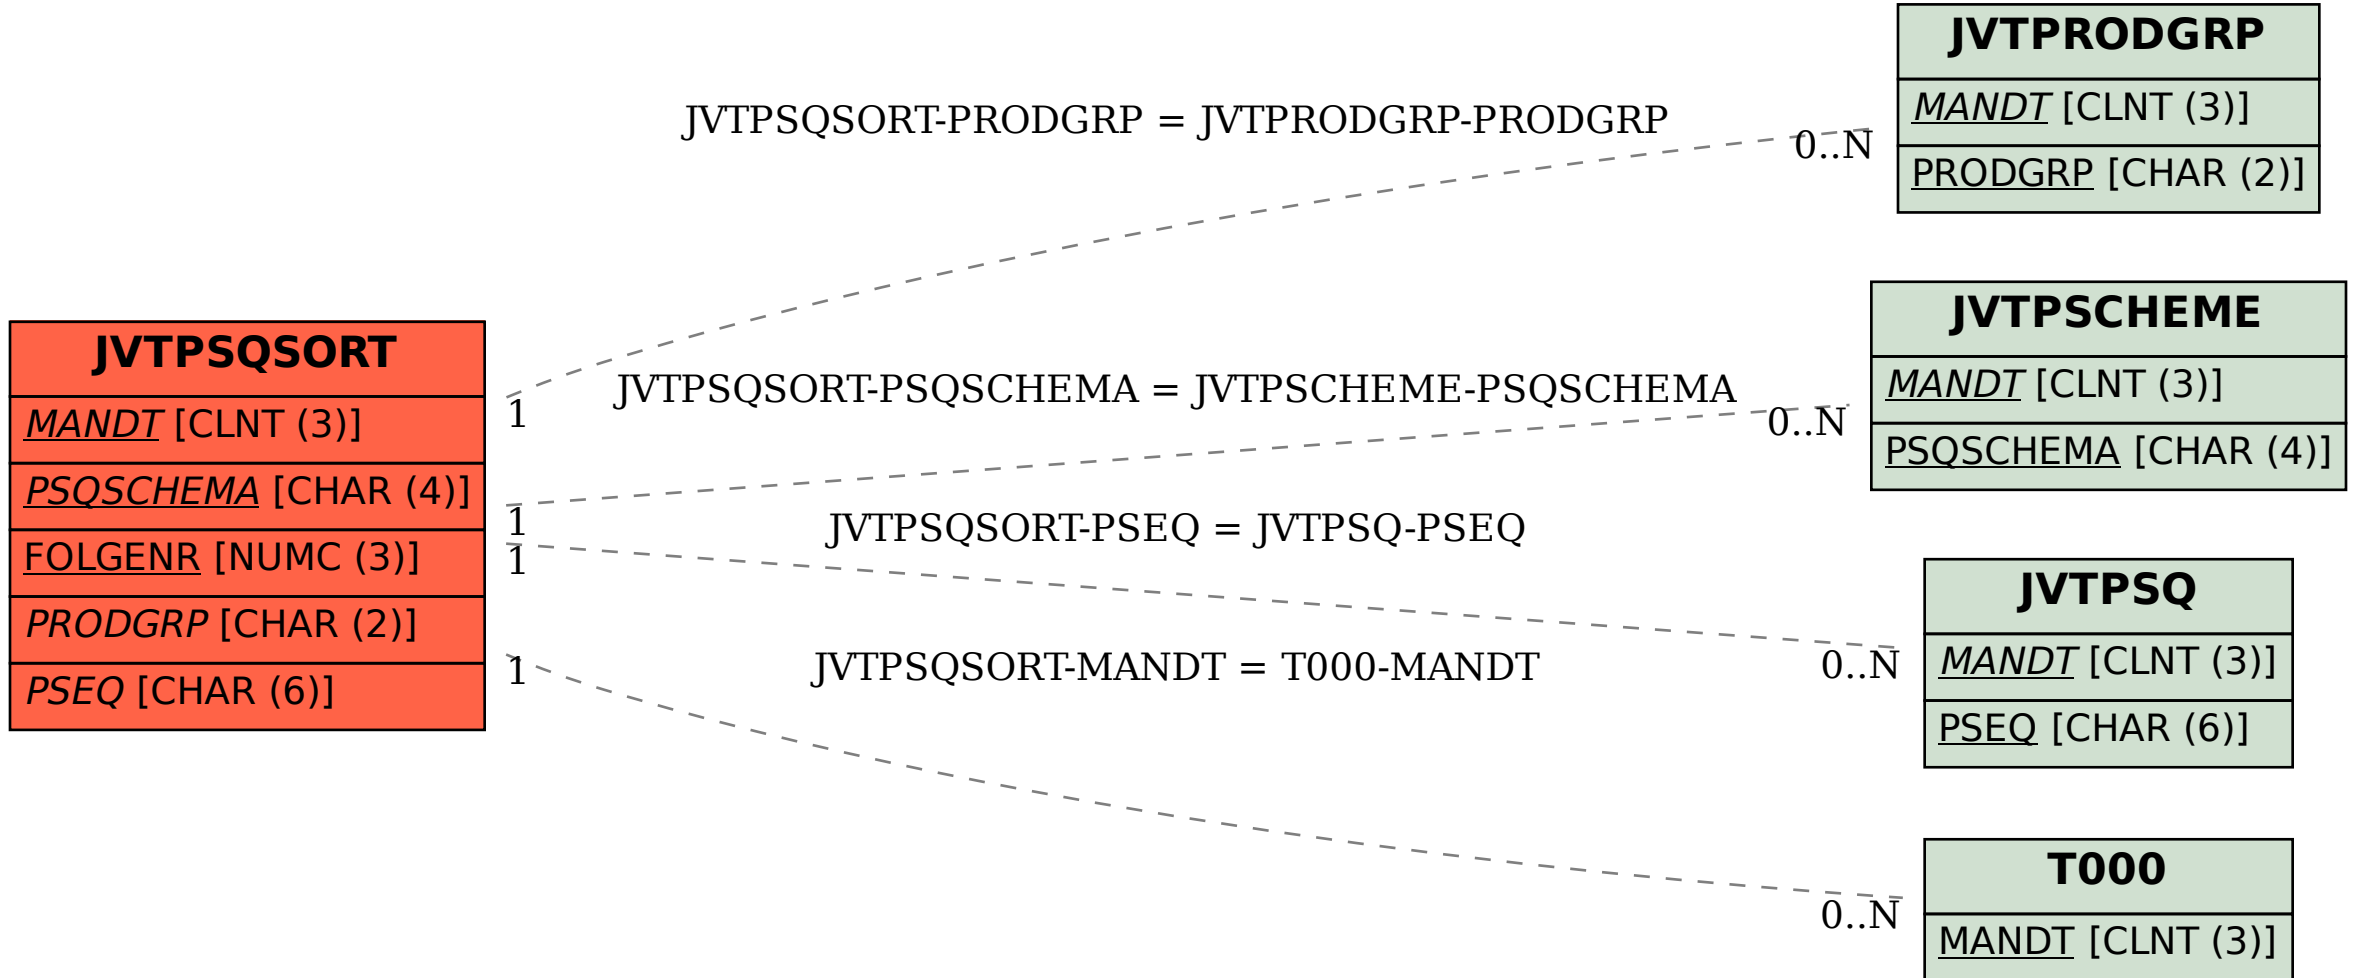 JVTPSQSORT
MANDT [CLNT (3)]
PSQSCHEMA [CHAR (4)]
FOLGENR [NUMC (3)]
PRODGRP [CHAR (2)]
PSEQ [CHAR (6)]
JVTPSQSORT-PRODGRP = JVTPRODGRP-PRODGRP
1
0..N
JVTPSQSORT-PSQSCHEMA = JVTPSCHEME-PSQSCHEMA
1
0..N
JVTPSQSORT-PSEQ = JVTPSQ-PSEQ
1
0..N
JVTPSQSORT-MANDT = T000-MANDT
1
0..N
JVTPRODGRP
MANDT [CLNT (3)]
PRODGRP [CHAR (2)]
JVTPSCHEME
MANDT [CLNT (3)]
PSQSCHEMA [CHAR (4)]
JVTPSQ
MANDT [CLNT (3)]
PSEQ [CHAR (6)]
T000
MANDT [CLNT (3)]